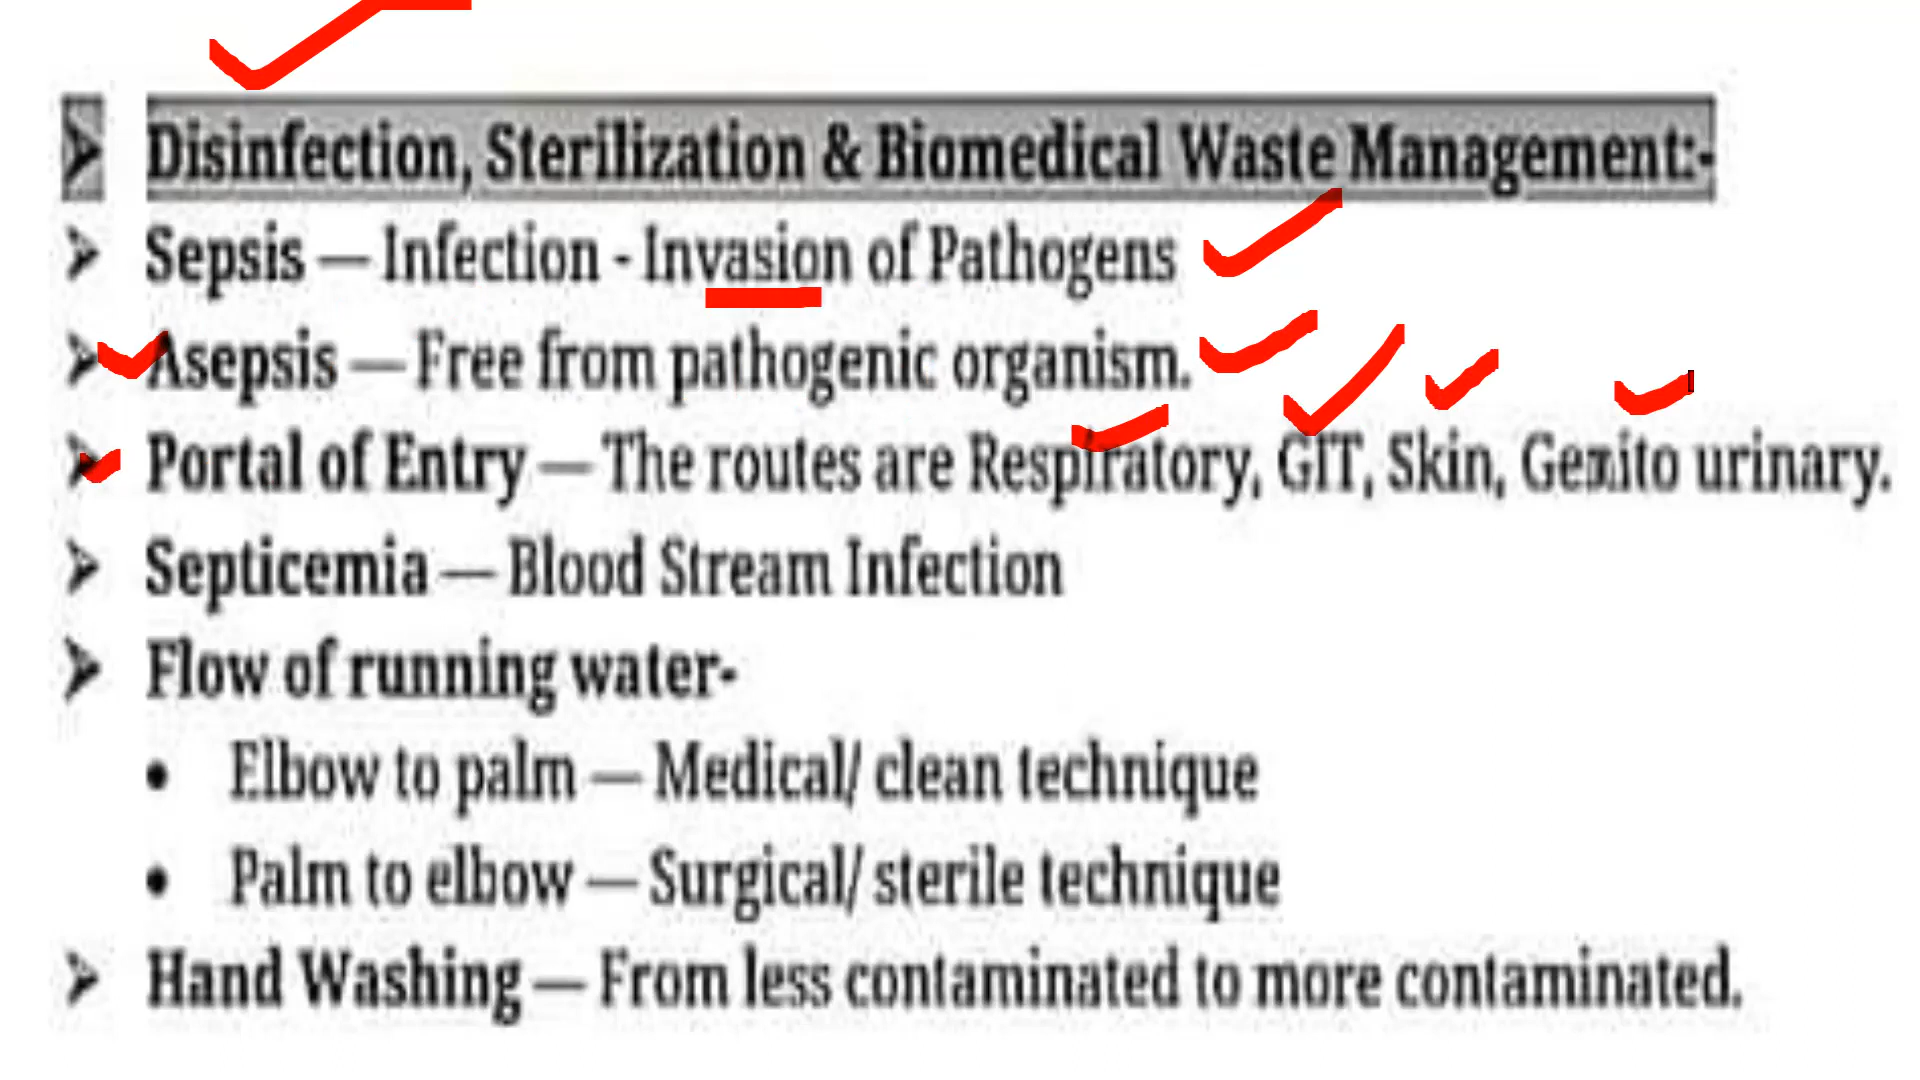 ➤ Disinfection, Sterilization & Biomedical Waste Management:-
➤ Sepsis — Infection - Invasion of Pathogens
➤ Asepsis — Free from pathogenic organism.
➤ Portal of Entry — The routes are Respiratory, GIT, Skin, Genito urinary.
➤ Septicemia — Blood Stream Infection
➤ Flow of running water-
• Elbow to palm — Medical/ clean technique
• Palm to elbow — Surgical/ sterile technique
➤ Hand Washing — From less contaminated to more contaminated.